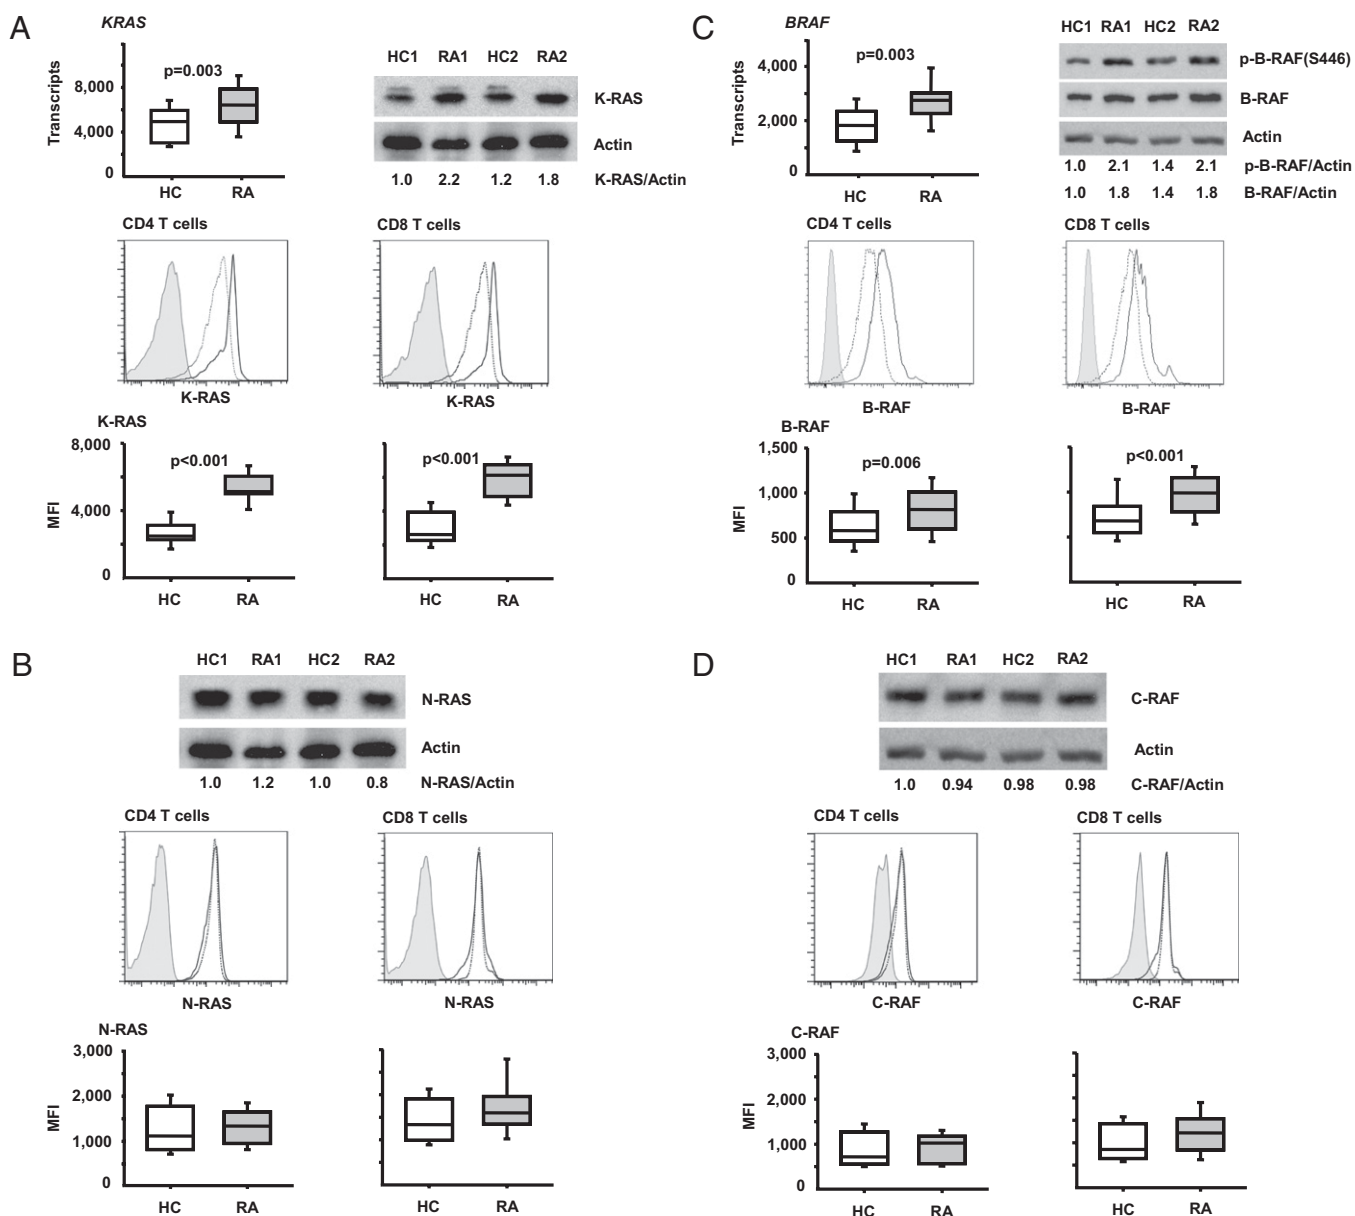 A
KRAS
Transcripts
8,000
4,000
0
p=0.003
HC RA
HC1 RA1 HC2 RA2
K-RAS
Actin
1.0 2.2 1.2 1.8 K-RAS/Actin
CD4 T cells
CD8 T cells
K-RAS
K-RAS
K-RAS
MFI
8,000
4,000
0
p<0.001
HC RA
p<0.001
HC RA
B
HC1 RA1 HC2 RA2
N-RAS
Actin
1.0 1.2 1.0 0.8 N-RAS/Actin
CD4 T cells
CD8 T cells
N-RAS
N-RAS
N-RAS
MFI
3,000
2,000
1,000
0
HC RA
HC RA
C
BRAF
Transcripts
4,000
2,000
0
p=0.003
HC RA
HC1 RA1 HC2 RA2
p-B-RAF(S446)
B-RAF
Actin
1.0 2.1 1.4 2.1 p-B-RAF/Actin
1.0 1.8 1.4 1.8 B-RAF/Actin
CD4 T cells
CD8 T cells
B-RAF
B-RAF
B-RAF
MFI
1,500
1,000
500
0
p=0.006
HC RA
p<0.001
HC RA
D
HC1 RA1 HC2 RA2
C-RAF
Actin
1.0 0.94 0.98 0.98 C-RAF/Actin
CD4 T cells
CD8 T cells
C-RAF
C-RAF
C-RAF
MFI
3,000
2,000
1,000
0
HC RA
HC RA